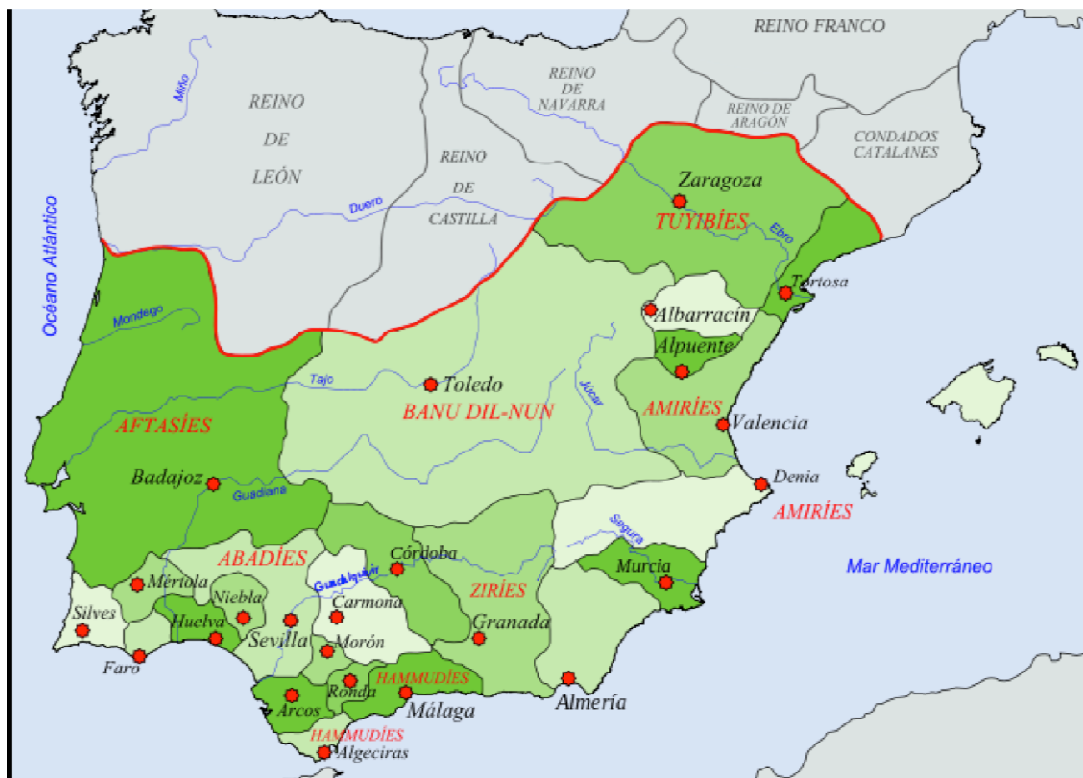 REINO FRANCO
REINO
DE
NAVARRA
REINO DE
ARAGÓN
CONDADOS
CATALANES
Miño
REINO
DE
LEÓN
REINO
DE
CASTILLA
Duero
Océano Atlántico
Zaragoza
TUYIBÍES
Ebro
Tortosa
Mondego
Albarracín
Alpuente
Tajo
Toledo
BANU DIL-NUN
Júcar
AMIRÍES
Valencia
AFTASÍES
Badajoz
Guadiana
Denia
AMIRÍES
Segura
Mar Mediterráneo
ABADÍES
Córdoba
Guadalquivir
Murcia
Mériola
Niebla
Carmona
ZIRÍES
Silves
Huelva
Sevilla
Granada
Morón
Faro
HAMMUDÍES
Ronda
Arcos
Málaga
Almería
HAMMUDÍES
Algeciras